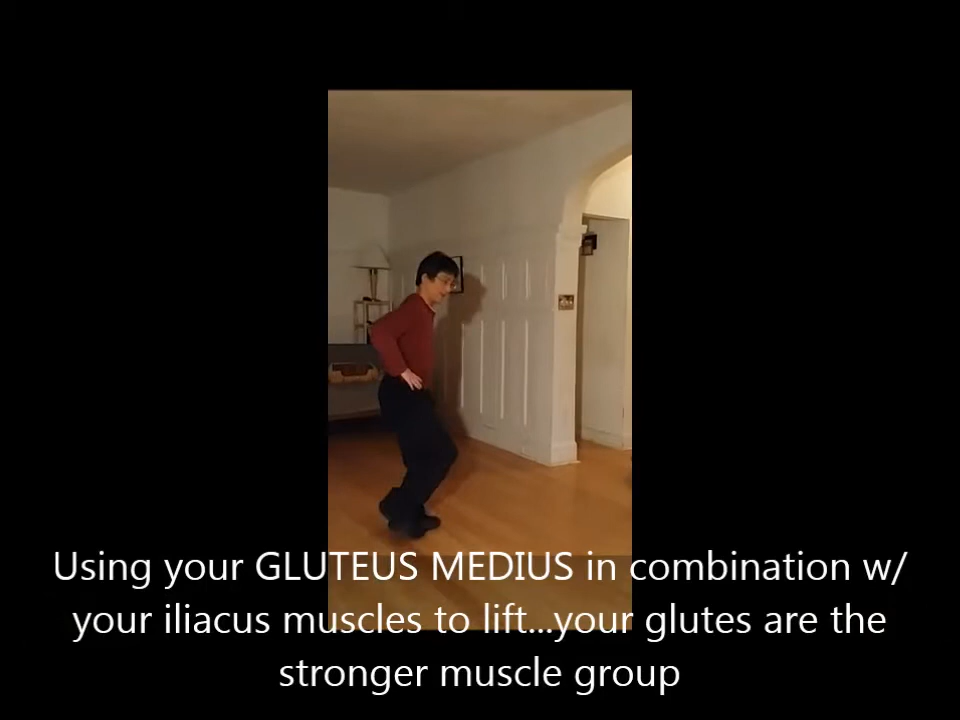 Using your GLUTEUS MEDIUS in combination w/
your iliacus muscles to lift...your glutes are the
stronger muscle group